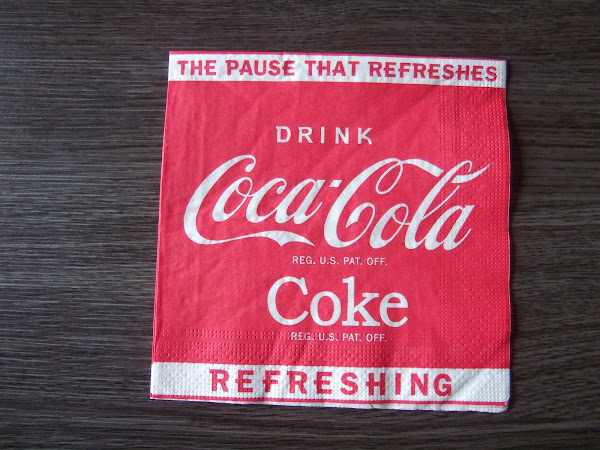 THE PAUSE THAT REFRESHES
DRINK
Coca-Cola
REG. U.S. PAT. OFF.
Coke
REG. U.S. PAT. OFF.
REFRESHING